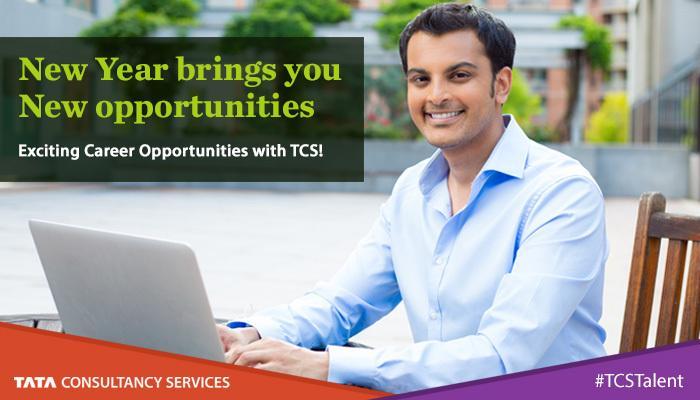 New Year brings you
New opportunities
Exciting Career Opportunities with TCS!
TATA CONSULTANCY SERVICES
#TCSTalent